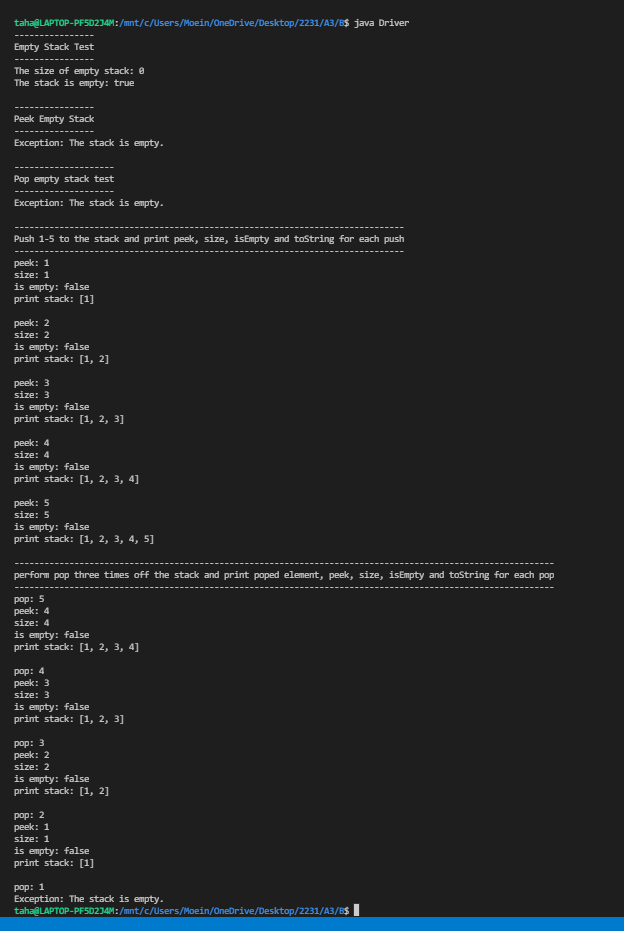 taha@LAPTOP-PF5D2J4M:/mnt/c/Users/Moein/OneDrive/Desktop/2231/A3/B$ java Driver
----------------
Empty Stack Test
----------------
The size of empty stack: 0
The stack is empty: true
----------------
Peek Empty Stack
----------------
Exception: The stack is empty.
--------------------
Pop empty stack test
--------------------
Exception: The stack is empty.
------------------------------------------------------------------------------
Push 1-5 to the stack and print peek, size, isEmpty and toString for each push
------------------------------------------------------------------------------
peek: 1
size: 1
is empty: false
print stack: [1]
peek: 2
size: 2
is empty: false
print stack: [1, 2]
peek: 3
size: 3
is empty: false
print stack: [1, 2, 3]
peek: 4
size: 4
is empty: false
print stack: [1, 2, 3, 4]
peek: 5
size: 5
is empty: false
print stack: [1, 2, 3, 4, 5]
------------------------------------------------------------------------------------------------------------
perform pop three times off the stack and print poped element, peek, size, isEmpty and toString for each pop
------------------------------------------------------------------------------------------------------------
pop: 5
peek: 4
size: 4
is empty: false
print stack: [1, 2, 3, 4]
pop: 4
peek: 3
size: 3
is empty: false
print stack: [1, 2, 3]
pop: 3
peek: 2
size: 2
is empty: false
print stack: [1, 2]
pop: 2
peek: 1
size: 1
is empty: false
print stack: [1]
pop: 1
Exception: The stack is empty.
taha@LAPTOP-PF5D2J4M:/mnt/c/Users/Moein/OneDrive/Desktop/2231/A3/B$